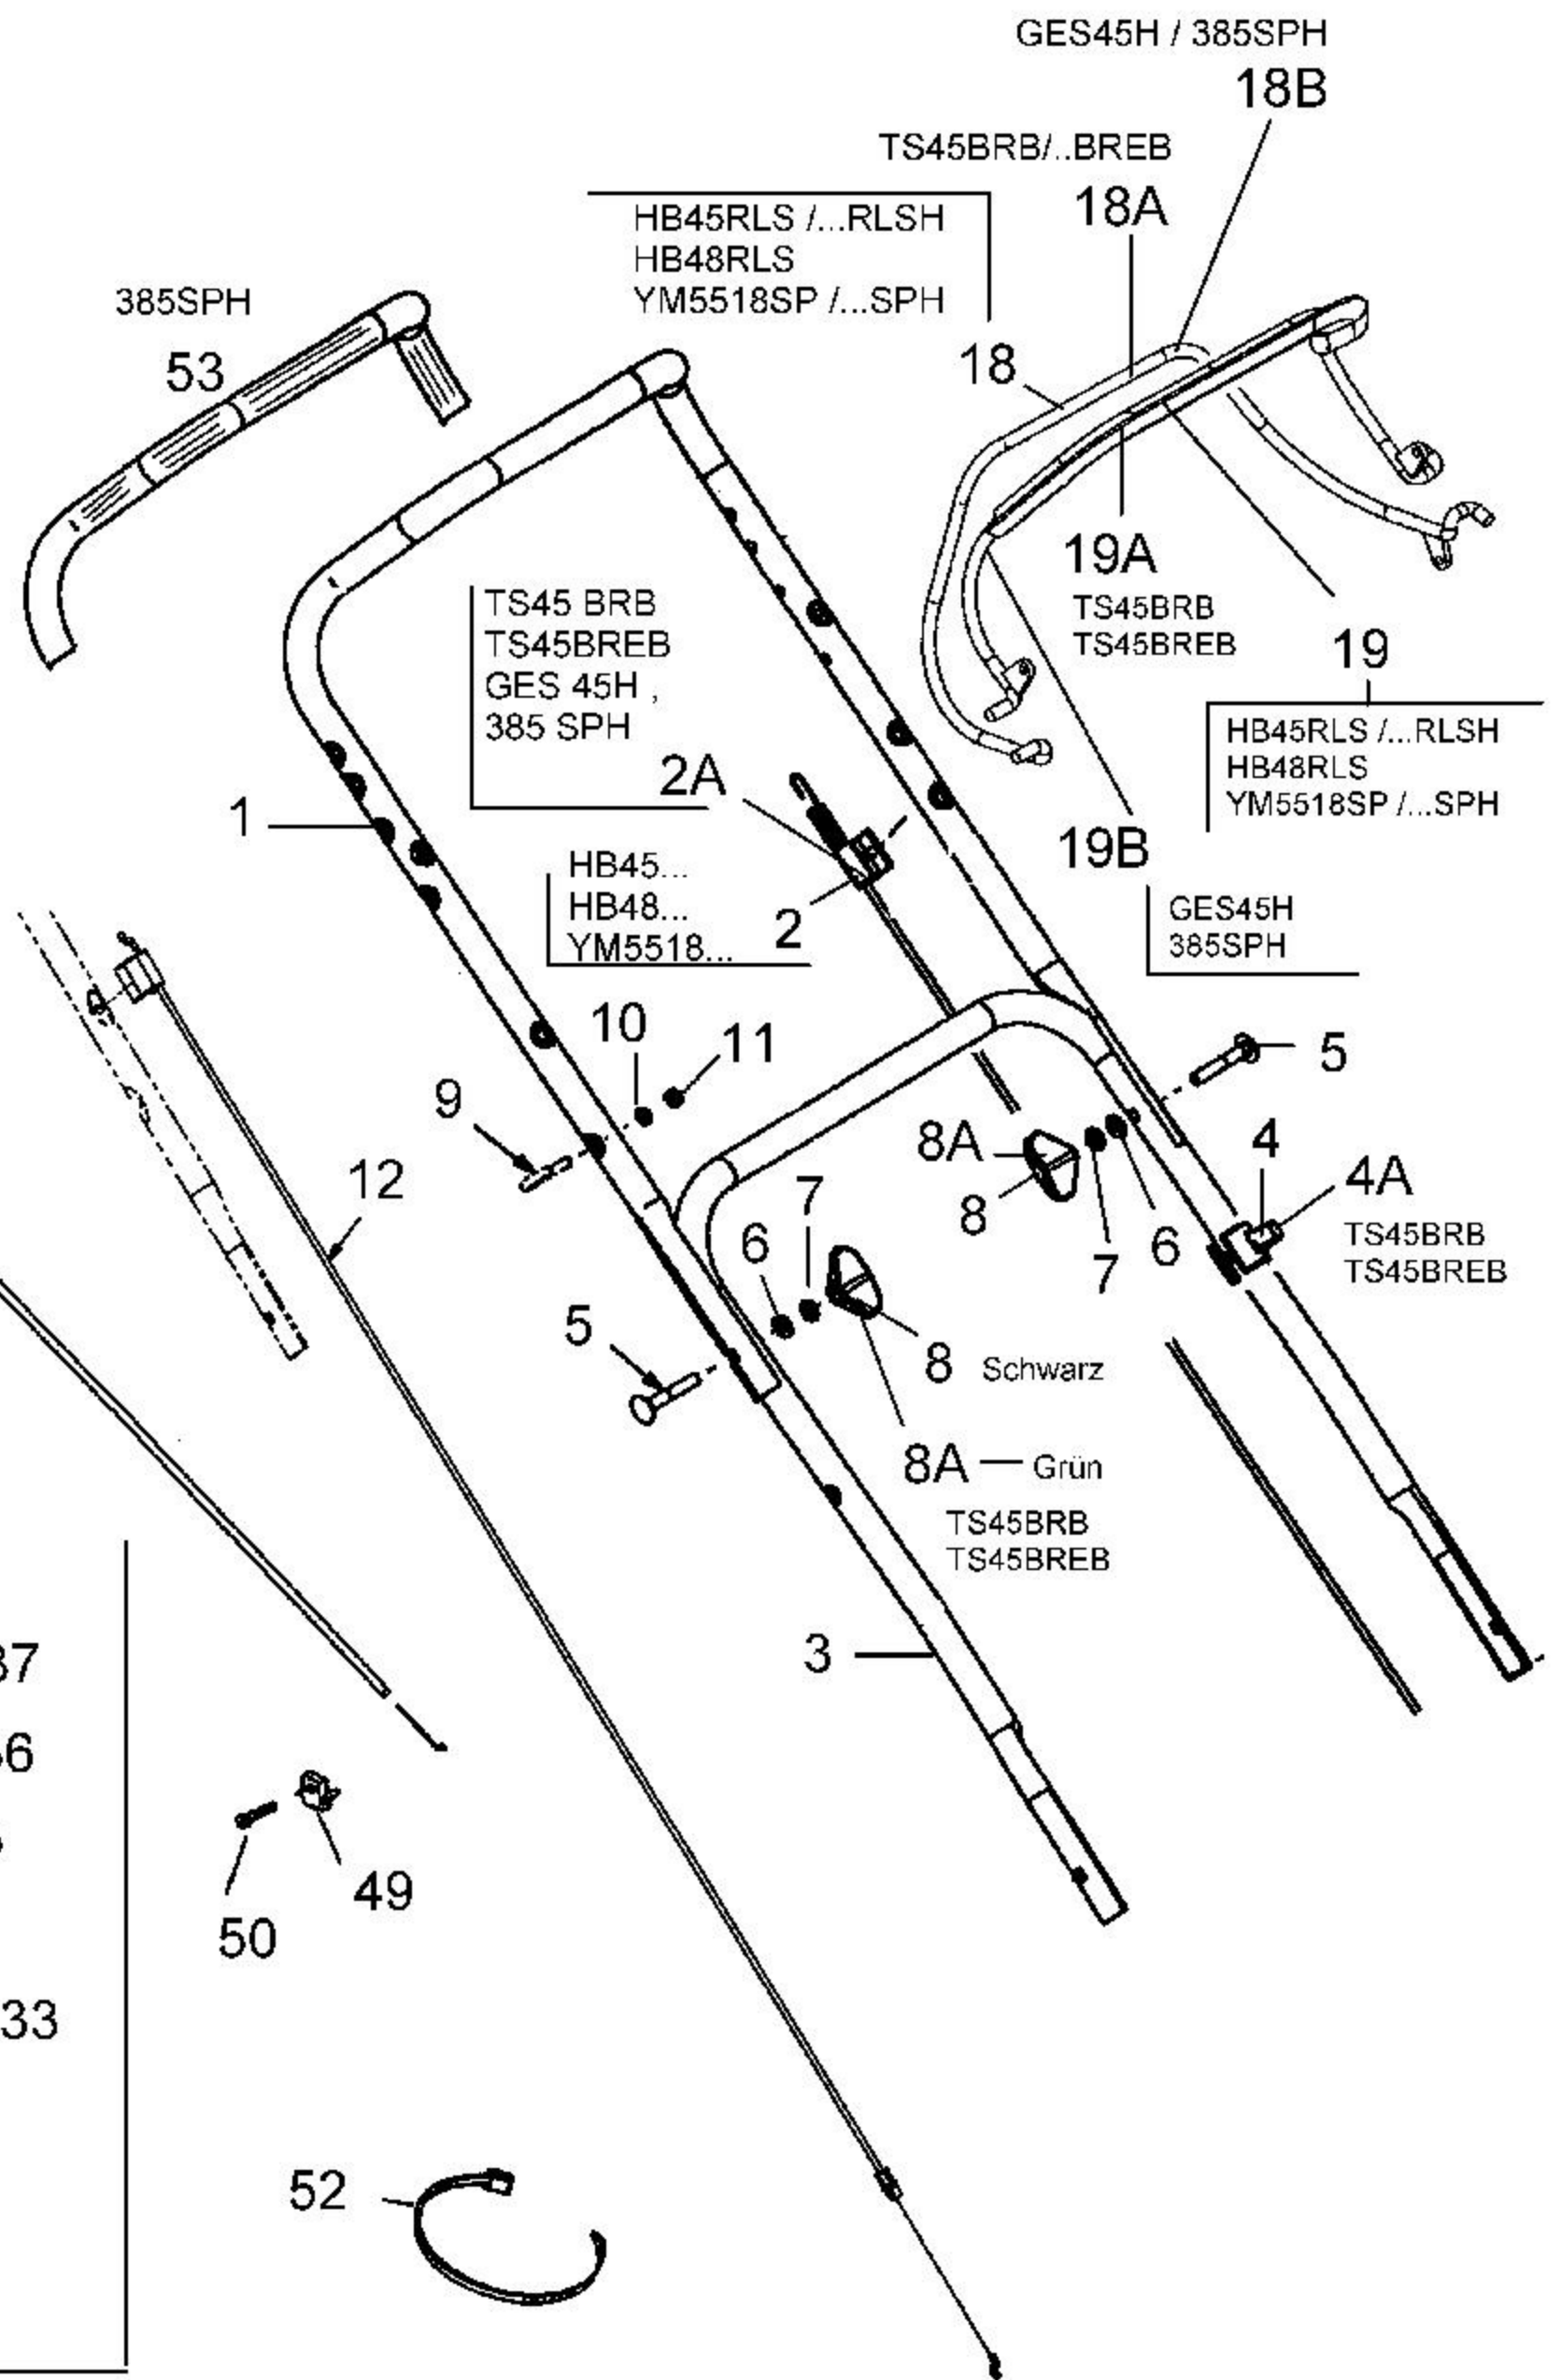 GES45H / 385SPH
18B
TS45BRB/..BREB
18A
HB45RLS /...RLSH
HB48RLS
YM5518SP /...SPH
18
385SPH
53
19A
TS45BRB
TS45BREB
19
HB45RLS /...RLSH
HB48RLS
YM5518SP /...SPH
TS45 BRB
TS45BREB
GES 45H ,
385 SPH
2A
1
19B
GES45H
385SPH
HB45...
HB48...
YM5518...
2
10
11
5
9
8A
4
4A
TS45BRB
TS45BREB
12
7
8
6
6
7
5
8 Schwarz
8A — Grün
TS45BRB
TS45BREB
3
49
50
33
52